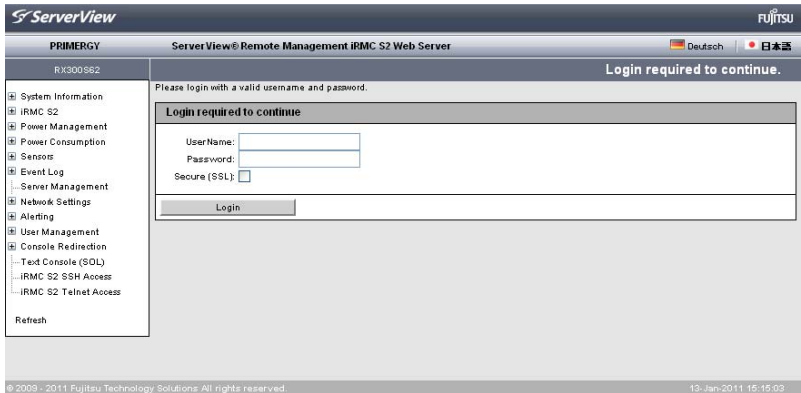 ServerView
FUJITSU
PRIMERGY
ServerView® Remote Management iRMC S2 Web Server
Deutsch
日本語
RX300S62
Login required to continue.
System Information
iRMC S2
Power Management
Power Consumption
Sensors
Event Log
Server Management
Network Settings
Alerting
User Management
Console Redirection
Text Console (SOL)
iRMC S2 SSH Access
iRMC S2 Telnet Access
Refresh
Please login with a valid username and password.
Login required to continue
UserName:
Password:
Secure (SSL):
Login
© 2009 - 2011 Fujitsu Technology Solutions All rights reserved.
13-Jan-2011 15:15:03